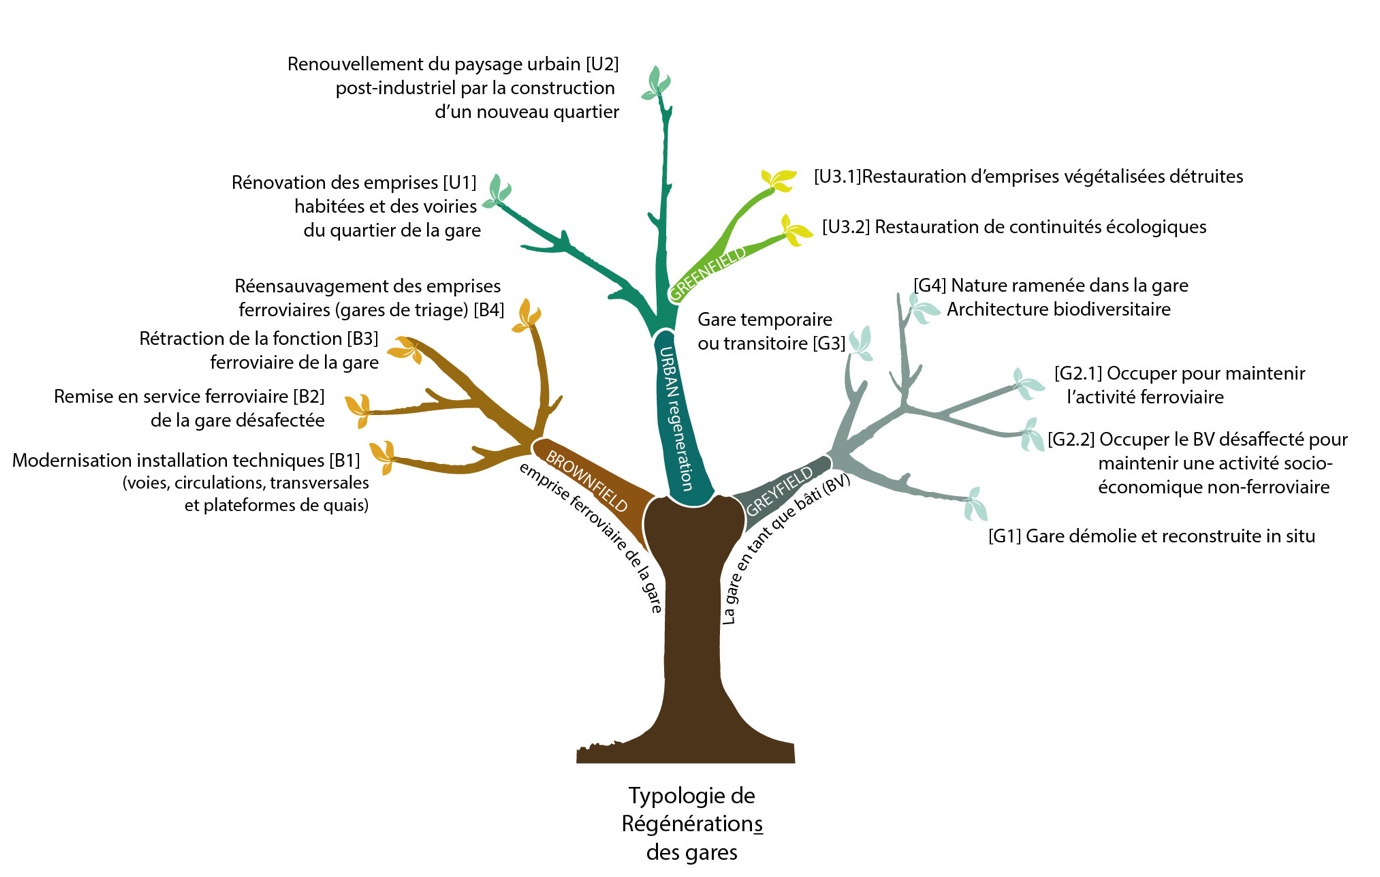 Renouvellement du paysage urbain [U2]
post-industriel par la construction
d’un nouveau quartier
Rénovation des emprises [U1]
habitées et des voiries
du quartier de la gare
[U3.1]Restauration d’emprises végétalisées détruites
[U3.2] Restauration de continuités écologiques
GREENFIELD
Réensauvagement des emprises
ferroviaires (gares de triage) [B4]
Rétraction de la fonction [B3]
ferroviaire de la gare
Remise en service ferroviaire [B2]
de la gare désafectée
Modernisation installation techniques [B1]
(voies, circulations, transversales
et plateformes de quais)
BROWNFIELD
emprise ferroviaire de la gare
URBAN regeneration
Gare temporaire
ou transitoire [G3]
[G4] Nature ramenée dans la gare
Architecture biodiversitaire
[G2.1] Occuper pour maintenir
l’activité ferroviaire
[G2.2] Occuper le BV désaffecté pour
maintenir une activité socio-
économique non-ferroviaire
[G1] Gare démolie et reconstruite in situ
GREYFIELD
La gare en tant que bâti (BV)
Typologie de
Régénérations
des gares